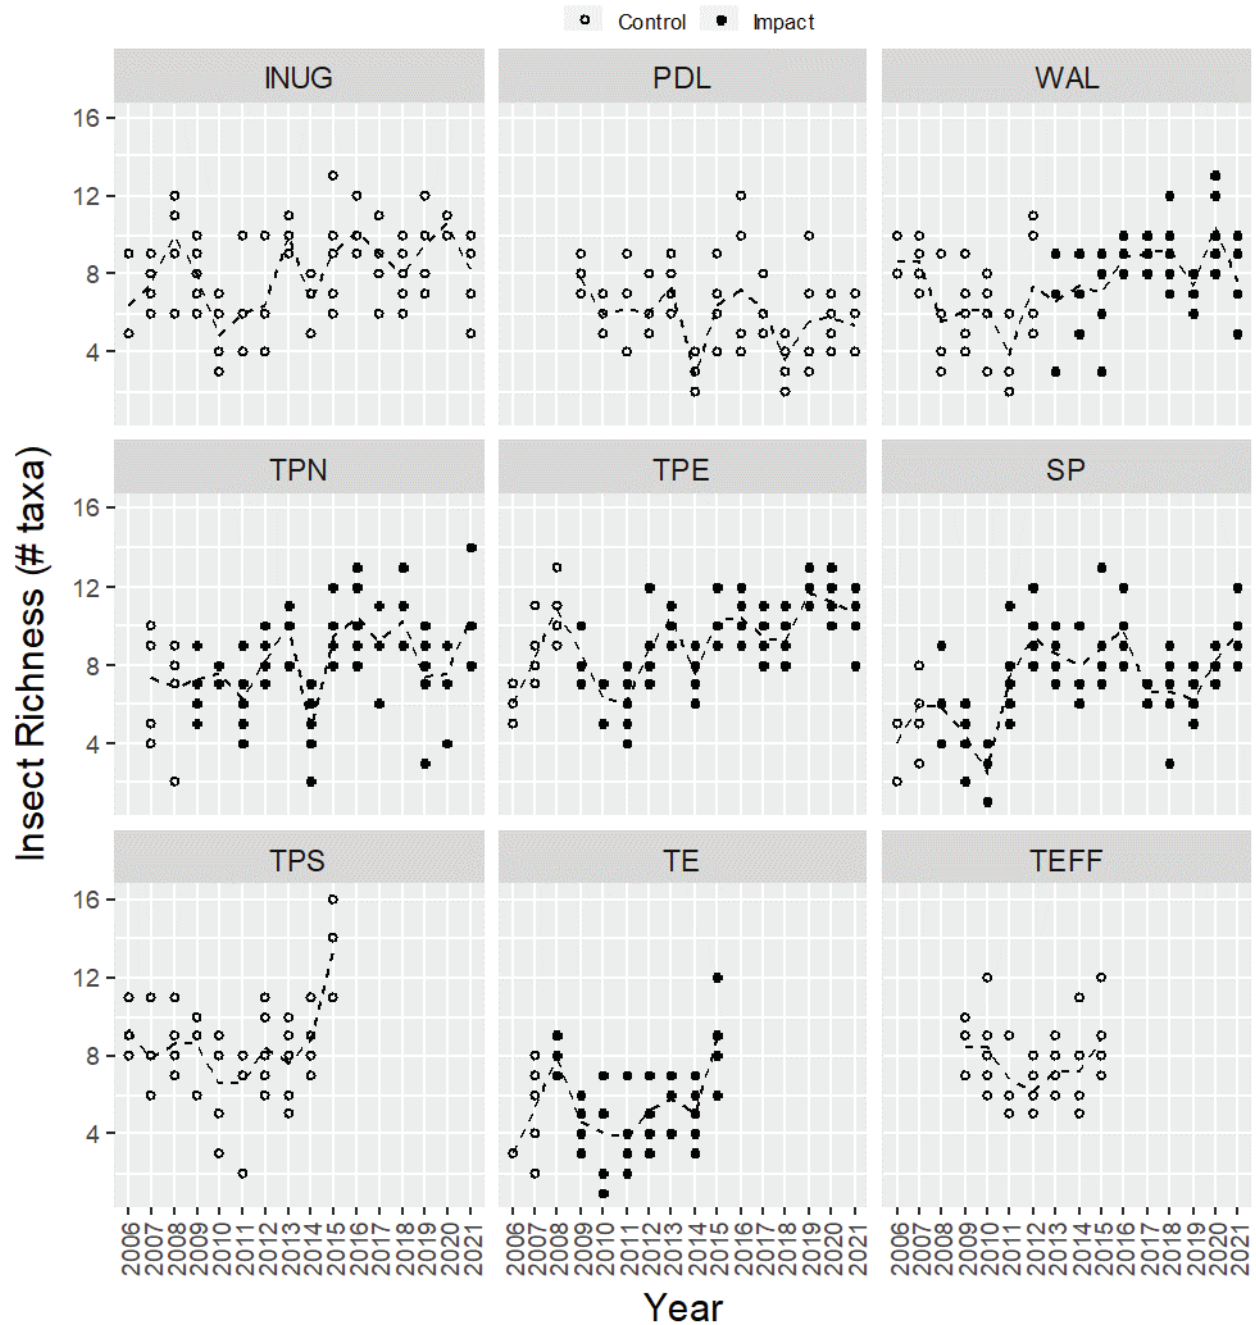 Control Impact
INUG PDL WAL
16
12
8
4
TPN TPE SP
16
12
8
4
TPS TE TEFF
16
12
8
4
Insect Richness (# taxa)
2006 2007 2008 2009 2010 2011 2012 2013 2014 2015 2016 2017 2018 2019 2020 2021 2006 2007 2008 2009 2010 2011 2012 2013 2014 2015 2016 2017 2018 2019 2020 2021 2006 2007 2008 2009 2010 2011 2012 2013 2014 2015 2016 2017 2018 2019 2020 2021
Year